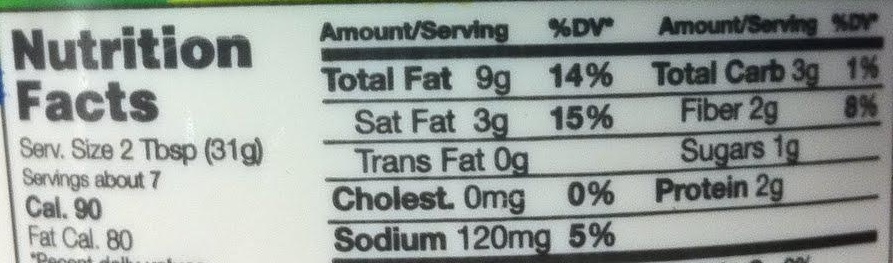 Nutrition
Facts
Serv. Size 2 Tbsp (31g)
Servings about 7
Cal. 90
Fat Cal. 80
Amount/Serving %DV*
Total Fat 9g 14%
Sat Fat 3g 15%
Trans Fat 0g
Cholest. 0mg 0%
Sodium 120mg 5%
Amount/Serving %DV*
Total Carb 3g 1%
Fiber 2g 8%
Sugars 1g
Protein 2g